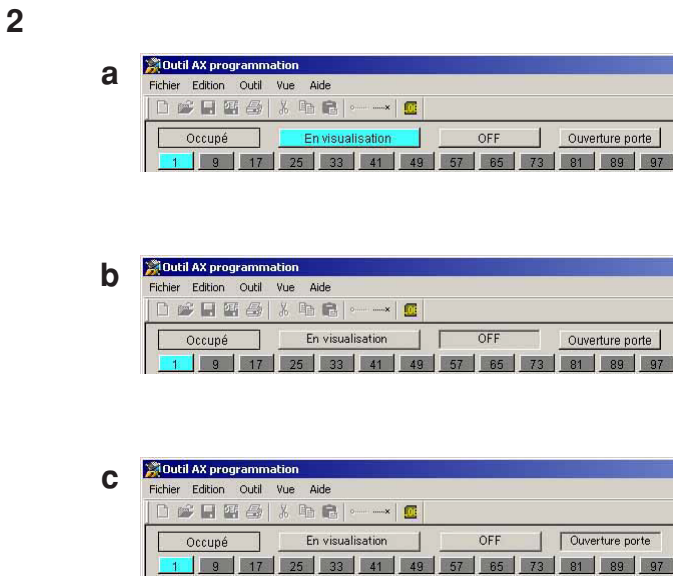 2
a
Outil AX programmation
Fichier Edition Outil Vue Aide
Occupé En visualisation OFF Ouverture porte
1 9 17 25 33 41 49 57 65 73 81 89 97
b
Outil AX programmation
Fichier Edition Outil Vue Aide
Occupé En visualisation OFF Ouverture porte
1 9 17 25 33 41 49 57 65 73 81 89 97
c
Outil AX programmation
Fichier Edition Outil Vue Aide
Occupé En visualisation OFF Ouverture porte
1 9 17 25 33 41 49 57 65 73 81 89 97